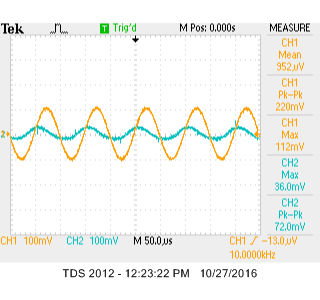 Tek T Trig'd M Pos: 0.000s MEASURE
CH1
Mean
952µV
CH1
Pk-Pk
220mV
CH1
Max
112mV
CH2
Max
36.0mV
CH2
Pk-Pk
72.0mV
2
CH1 100mV CH2 100mV M 50.0µs CH1 -13.0µV
10.0000kHz
TDS 2012 - 12:23:22 PM 10/27/2016